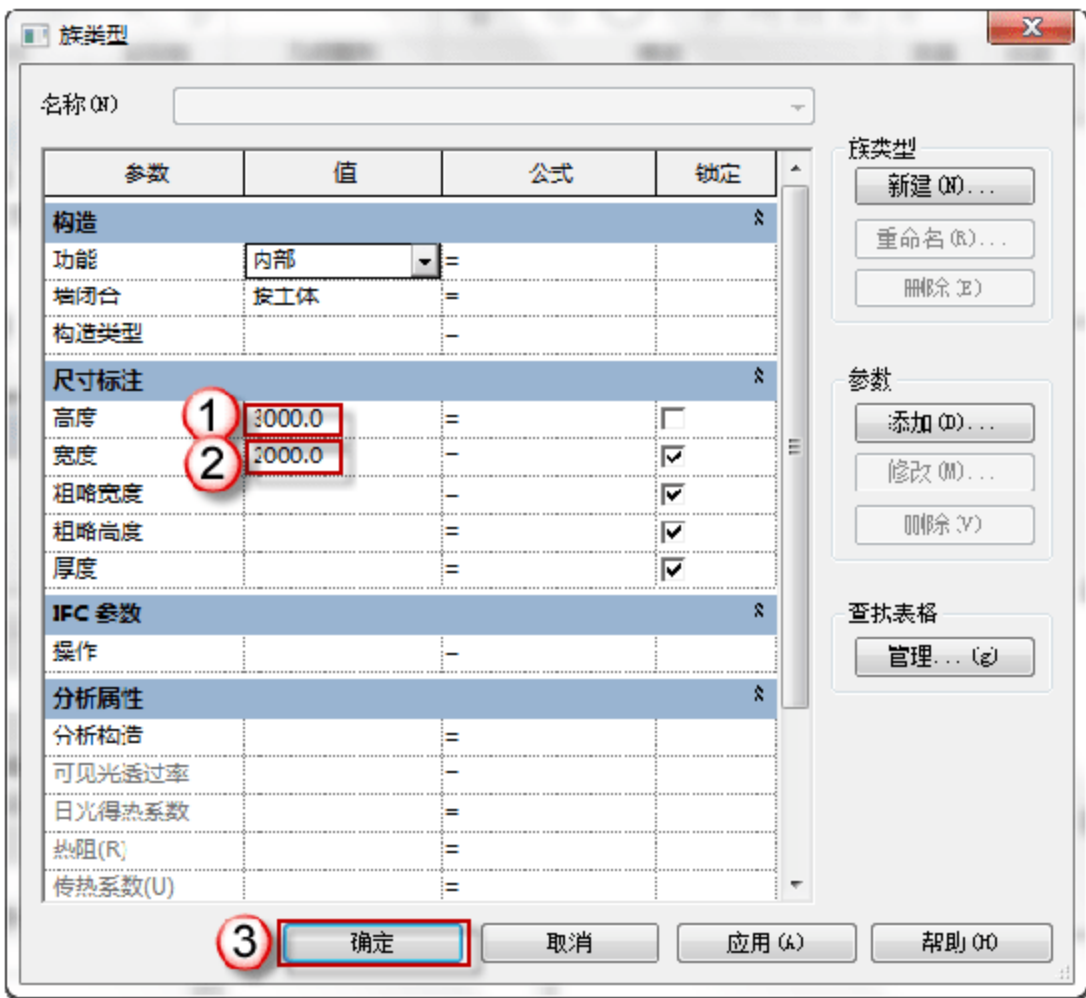 族类型
名称(N)
参数 值 公式 锁定
构造
功能 内部 =
墙闭合 按主体 =
构造类型 =
尺寸标注
高度 1 3000.0 =
宽度 2 2000.0 =
粗略宽度 =
粗略高度 =
厚度 =
IFC 参数
操作 =
分析属性
分析构造 =
可见光透过率 =
日光得热系数 =
热阻(R) =
传热系数(U) =
族类型
新建(N)...
重命名(R)...
删除(E)
参数
添加(D)...
修改(M)...
删除(V)
查找表格
管理...(g)
3 确定 取消 应用(A) 帮助(H)